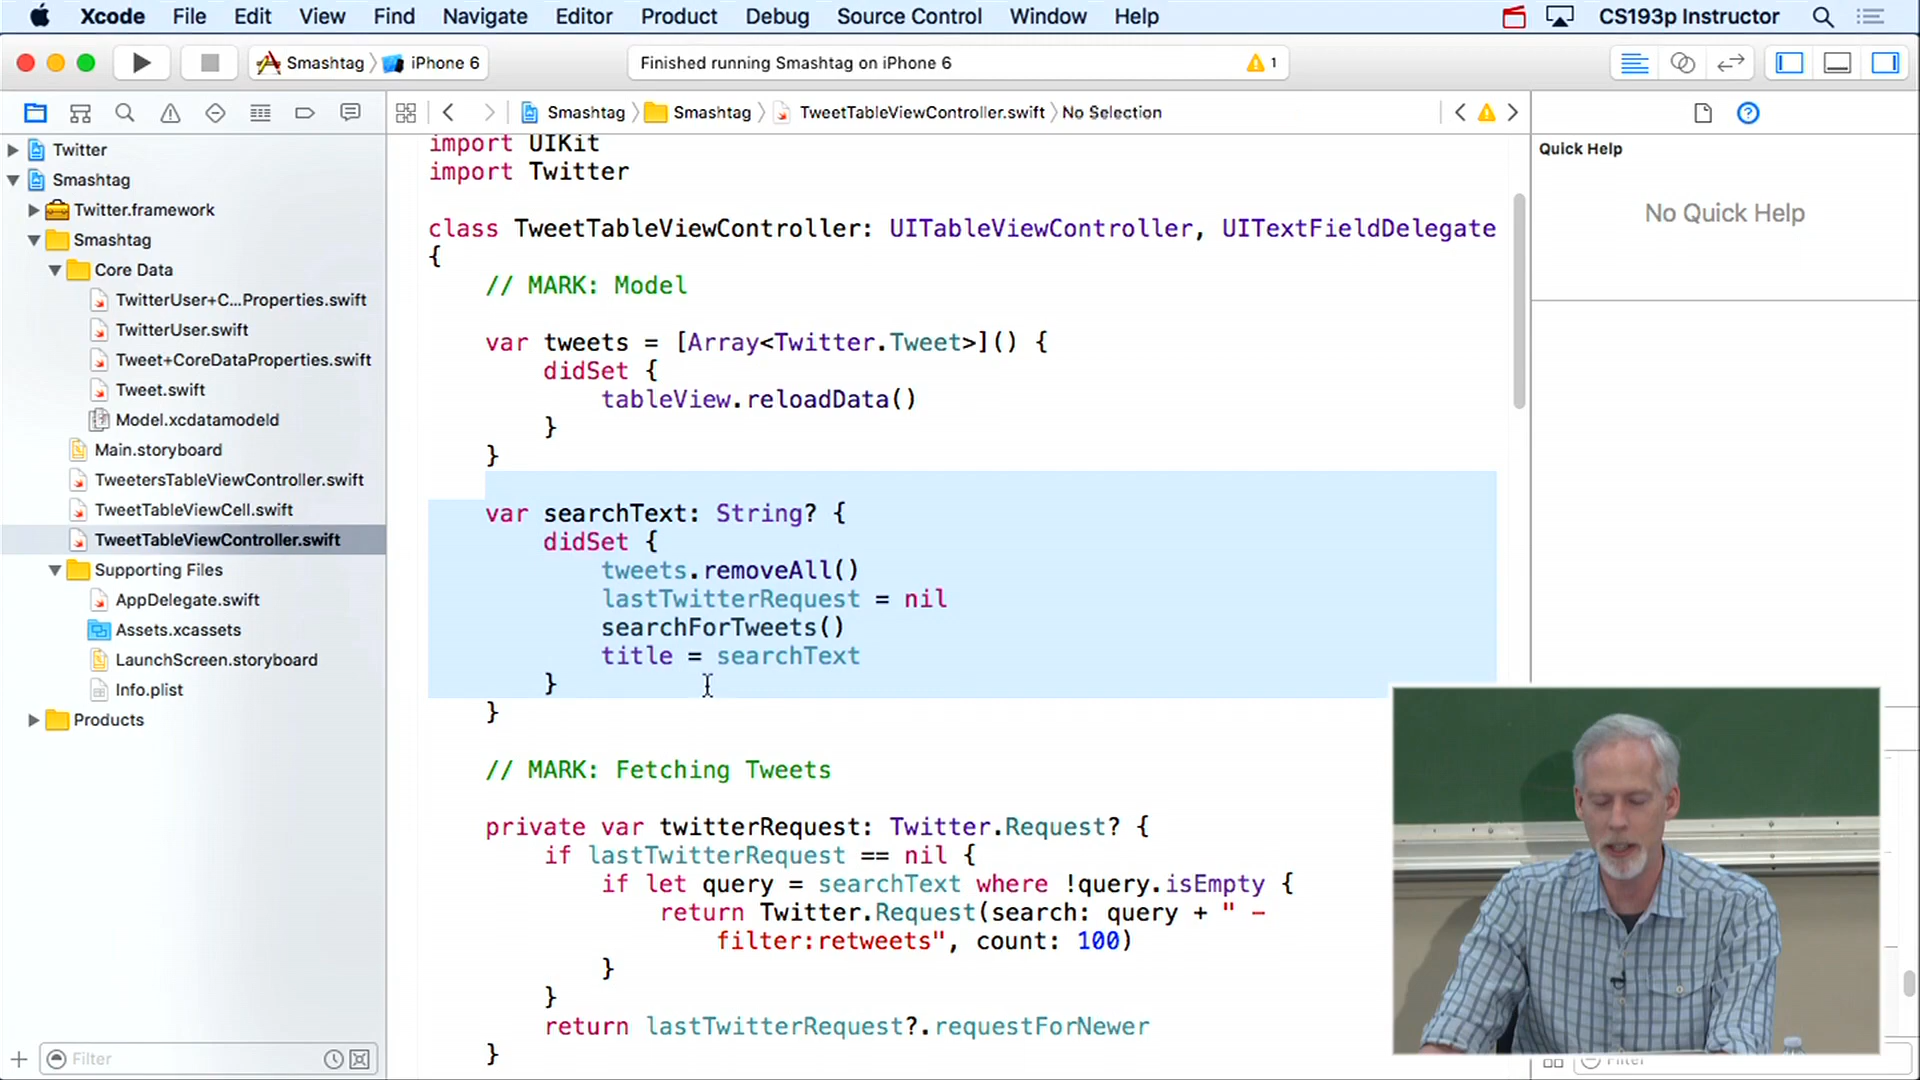 Xcode File Edit View Find Navigate Editor Product Debug Source Control Window Help CS193p Instructor
Smashtag iPhone 6 Finished running Smashtag on iPhone 6 1
Smashtag Smashtag TweetTableViewController.swift No Selection
Twitter
Smashtag
Twitter.framework
Smashtag
Core Data
TwitterUser+C...Properties.swift
TwitterUser.swift
Tweet+CoreDataProperties.swift
Tweet.swift
Model.xcdatamodeld
Main.storyboard
TweetersTableViewController.swift
TweetTableViewCell.swift
TweetTableViewController.swift
Supporting Files
AppDelegate.swift
Assets.xcassets
LaunchScreen.storyboard
Info.plist
Products
Filter
import UIKit
import Twitter
class TweetTableViewController: UITableViewController, UITextFieldDelegate
{
// MARK: Model
var tweets = [Array<Twitter.Tweet>]() {
didSet {
tableView.reloadData()
}
}
var searchText: String? {
didSet {
tweets.removeAll()
lastTwitterRequest = nil
searchForTweets()
title = searchText
}
}
// MARK: Fetching Tweets
private var twitterRequest: Twitter.Request? {
if lastTwitterRequest == nil {
if let query = searchText where !query.isEmpty {
return Twitter.Request(search: query + " -
filter:retweets", count: 100)
}
}
return lastTwitterRequest?.requestForNewer
}
Quick Help
No Quick Help
Filter